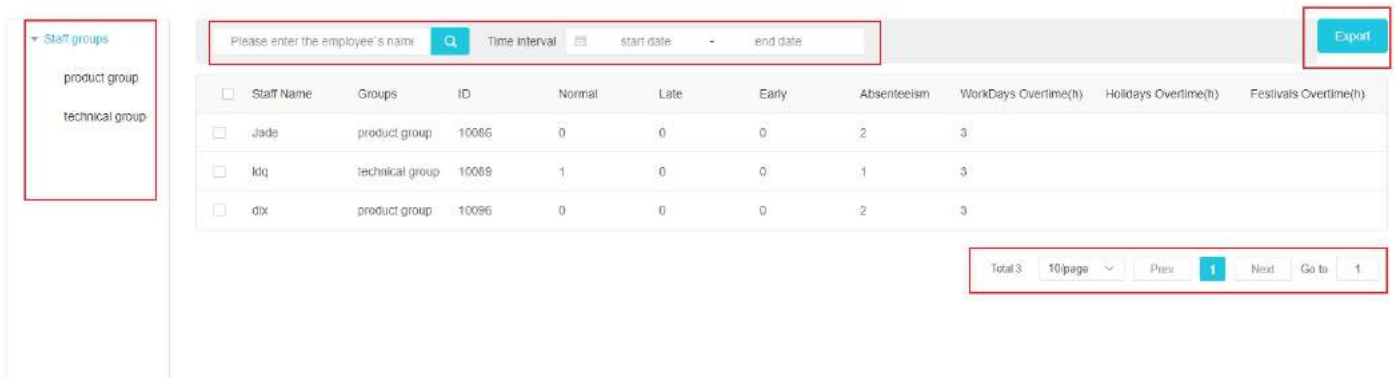 Staff groups
product group
technical group
Please enter the employee's name Time interval start date - end date
Export
Staff Name Groups ID Normal Late Early Absenteeism WorkDays Overtime(h) Holidays Overtime(h) Festivals Overtime(h)
Jade product group 10086 0 0 0 2 3
ldq technical group 10089 1 0 0 1 3
dlx product group 10096 0 0 0 2 3
Total 3 10/page Prev 1 Next Go to 1